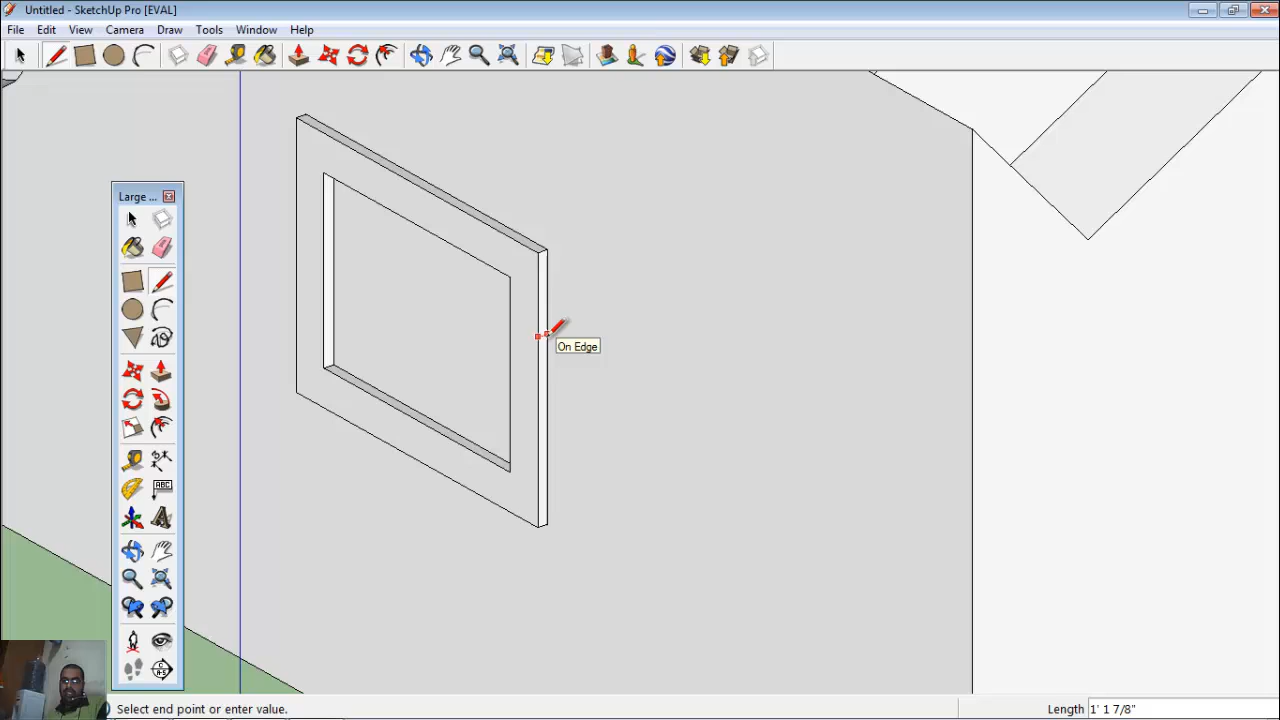 Untitled - SketchUp Pro [EVAL]
File Edit View Camera Draw Tools Window Help
Large ...
ABC
On Edge
Select end point or enter value.
Length 1' 1 7/8"